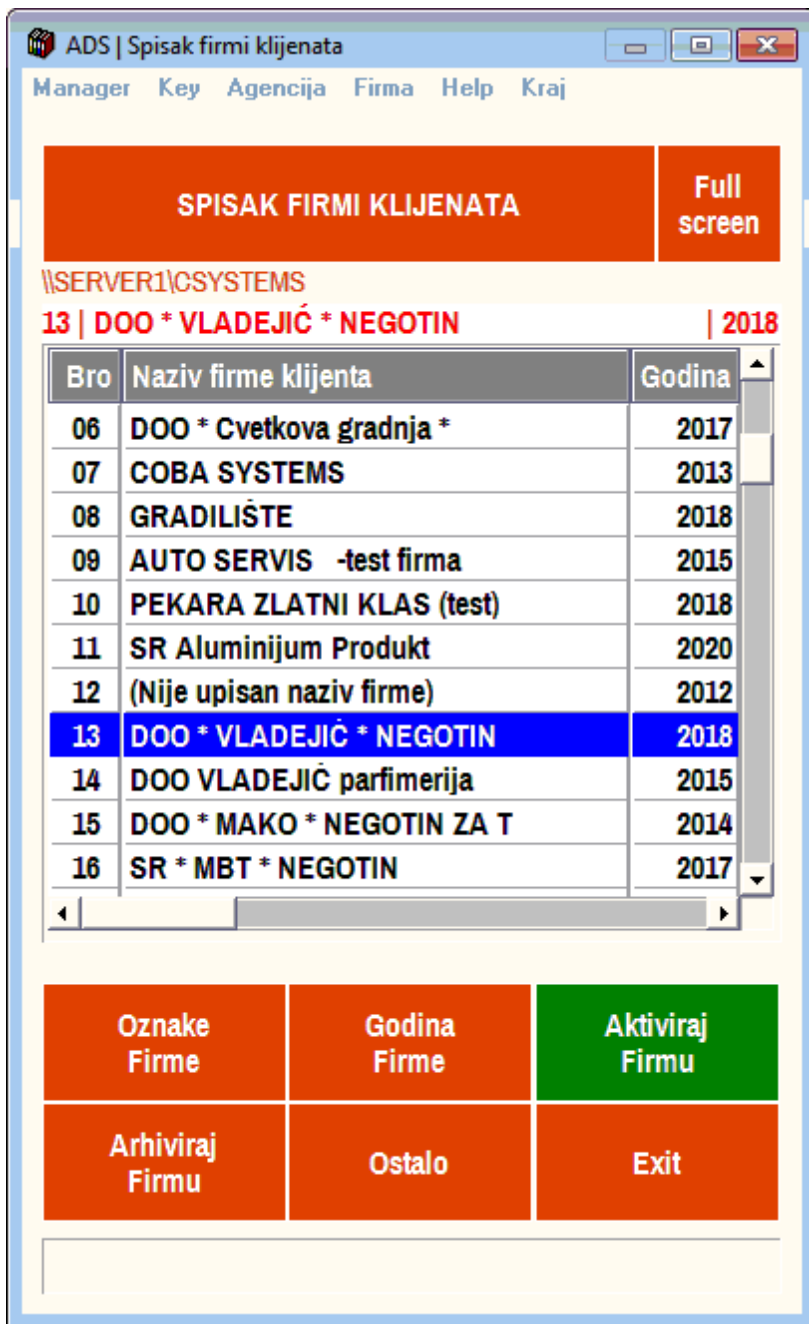 ADS | Spisak firmi klijenata
Manager Key Agencija Firma Help Kraj
SPISAK FIRMI KLIJENATA
Full
screen
\\SERVER1\CSYSTEMS
13 | DOO * VLADEJIĆ * NEGOTIN | 2018
Bro Naziv firme klijenta Godina
06 DOO * Cvetkova gradnja * 2017
07 COBA SYSTEMS 2013
08 GRADILIŠTE 2018
09 AUTO SERVIS -test firma 2015
10 PEKARA ZLATNI KLAS (test) 2018
11 SR Aluminijum Produkt 2020
12 (Nije upisan naziv firme) 2012
13 DOO * VLADEJIĆ * NEGOTIN 2018
14 DOO VLADEJIĆ parfimerija 2015
15 DOO * MAKO * NEGOTIN ZA T 2014
16 SR * MBT * NEGOTIN 2017
Oznake
Firme
Godina
Firme
Aktiviraj
Firmu
Arhiviraj
Firmu
Ostalo
Exit